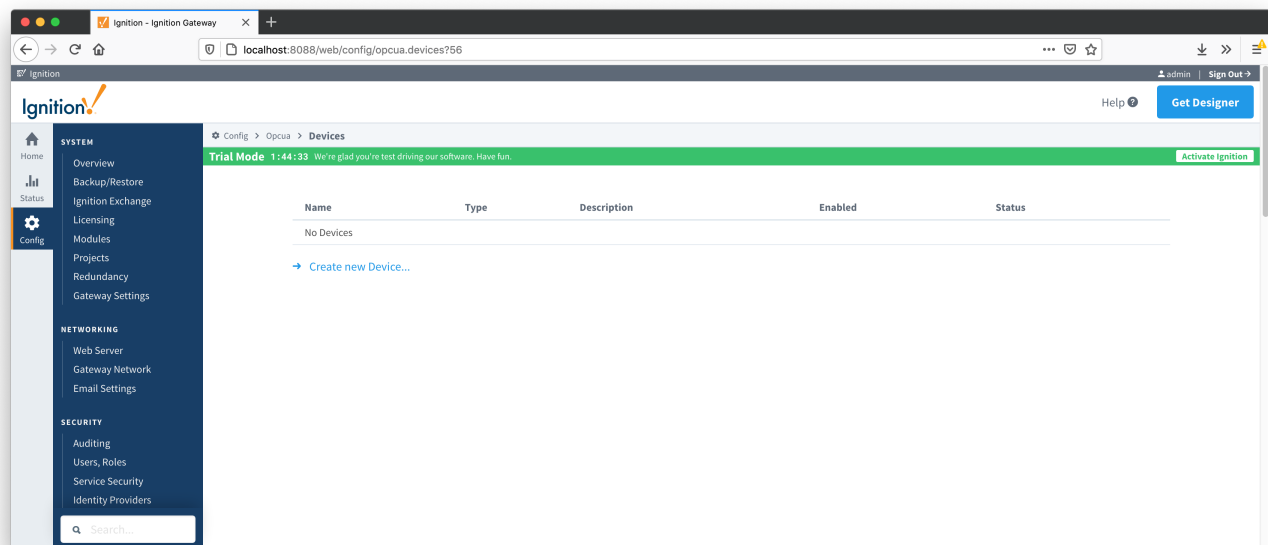 Ignition - Ignition Gateway
localhost:8088/web/config/opcua.devices?56
Ignition
admin | Sign Out
Ignition!
Help
Get Designer
Home
Status
Config
SYSTEM
Overview
Backup/Restore
Ignition Exchange
Licensing
Modules
Projects
Redundancy
Gateway Settings
NETWORKING
Web Server
Gateway Network
Email Settings
SECURITY
Auditing
Users, Roles
Service Security
Identity Providers
Search...
Config > Opcua > Devices
Trial Mode 1:44:33 We're glad you're test driving our software. Have fun.
Activate Ignition
Name Type Description Enabled Status
No Devices
Create new Device...